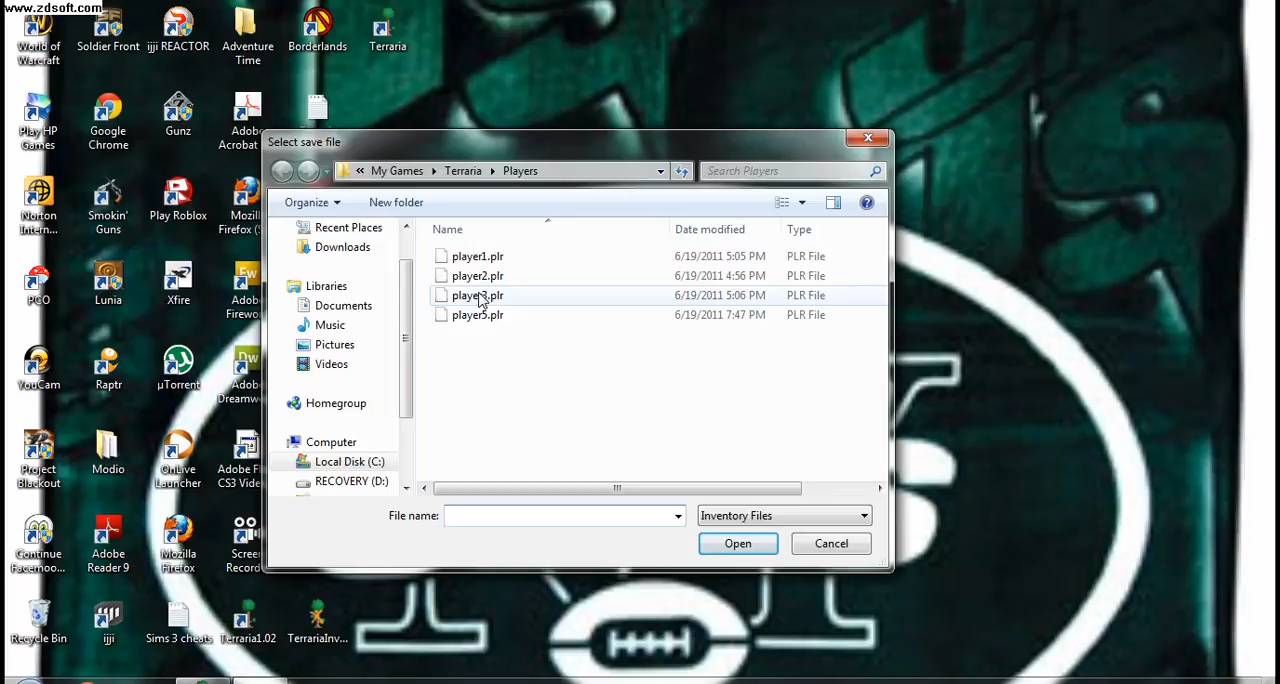 www.zdsoft.com
World of Warcraft
Soldier Front
ijji REACTOR
Adventure Time
Borderlands
Terraria
Play HP Games
Google Chrome
Gunz
Adobe
Acrobat
Norton
Intern...
Smokin' Guns
Play Roblox
Mozilla
Firefox (S
PCO
Lunia
Xfire
Adobe
Firewo
YouCam
Raptr
µTorrent
Adobe
Dreamw
Project Blackout
Modio
OnLive Launcher
Adobe Fl
CS3 Video
Continue Facemoo...
Adobe Reader 9
Mozilla Firefox
Screen
Record
Recycle Bin
ijji
Sims 3 cheats
Terraria1.02
TerrariaInv...
Select save file
« My Games Terraria Players
Search Players
Organize
New folder
Recent Places
Downloads
Libraries
Documents
Music
Pictures
Videos
Homegroup
Computer
Local Disk (C:)
RECOVERY (D:)
Name Date modified Type
player1.plr 6/19/2011 5:05 PM PLR File
player2.plr 6/19/2011 4:56 PM PLR File
player3.plr 6/19/2011 5:06 PM PLR File
player5.plr 6/19/2011 7:47 PM PLR File
File name:
Inventory Files
Open
Cancel